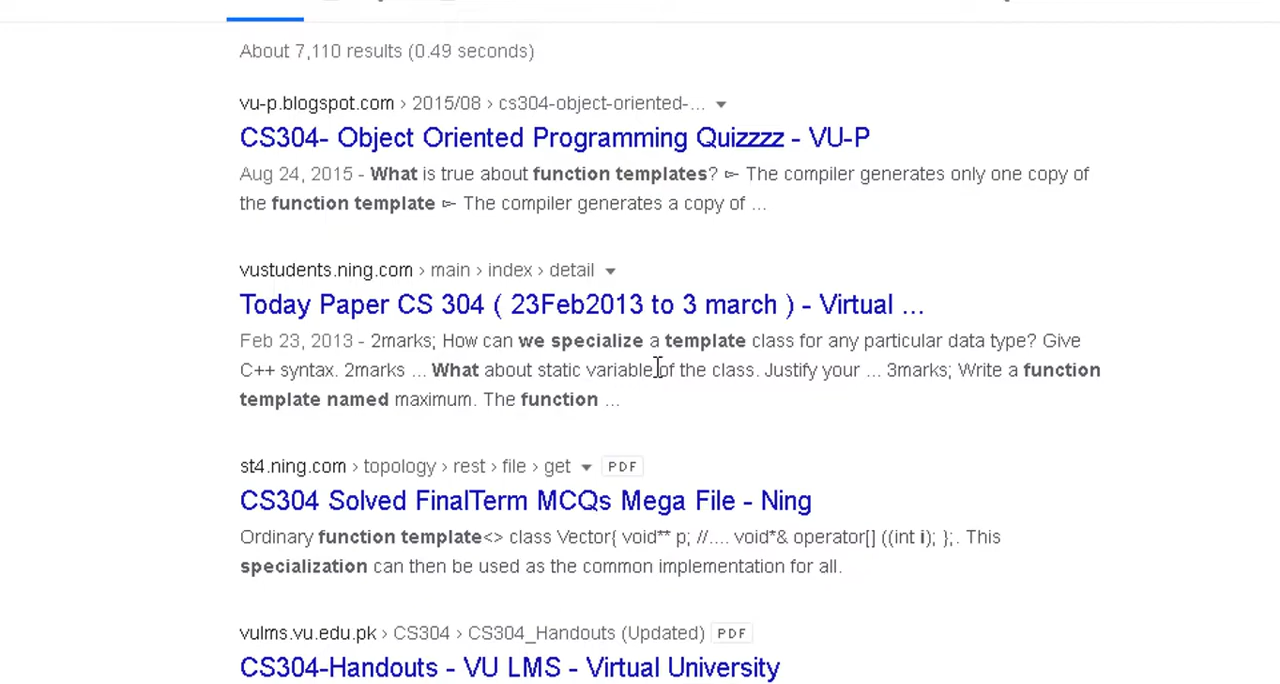 About 7,110 results (0.49 seconds)
vu-p.blogspot.com › 2015/08 › cs304-object-oriented-...
CS304- Object Oriented Programming Quizzzz - VU-P
Aug 24, 2015 - What is true about function templates? ⊳ The compiler generates only one copy of
the function template ⊳ The compiler generates a copy of ...
vustudents.ning.com › main › index › detail
Today Paper CS 304 ( 23Feb2013 to 3 march ) - Virtual ...
Feb 23, 2013 - 2marks; How can we specialize a template class for any particular data type? Give
C++ syntax. 2marks ... What about static variable of the class. Justify your ... 3marks; Write a function
template named maximum. The function ...
st4.ning.com › topology › rest › file › get PDF
CS304 Solved FinalTerm MCQs Mega File - Ning
Ordinary function template<> class Vector{ void** p; //.... void*& operator[] ((int i); };. This
specialization can then be used as the common implementation for all.
vulms.vu.edu.pk › CS304 › CS304_Handouts (Updated) PDF
CS304-Handouts - VU LMS - Virtual University